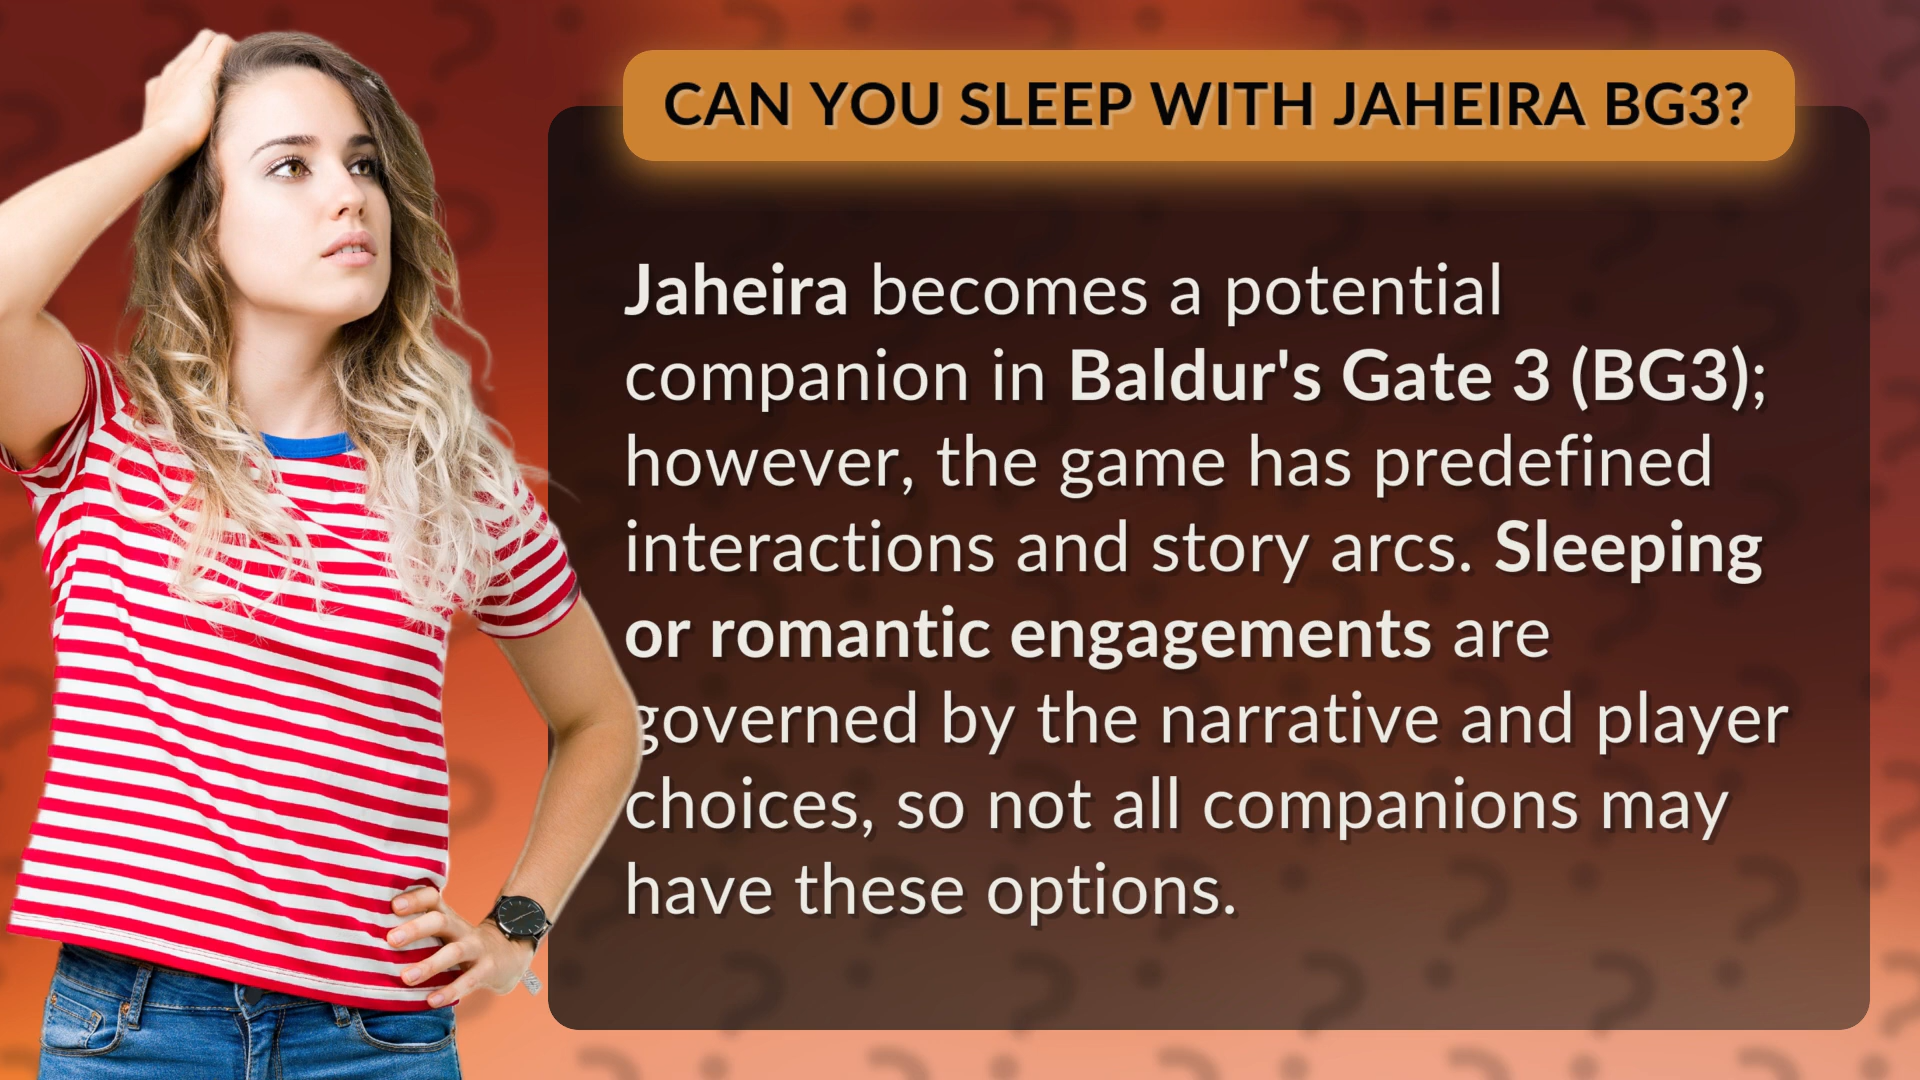 CAN YOU SLEEP WITH JAHEIRA BG3?
Jaheira becomes a potential
companion in Baldur's Gate 3 (BG3);
however, the game has predefined
interactions and story arcs. Sleeping
or romantic engagements are
governed by the narrative and player
choices, so not all companions may
have these options.